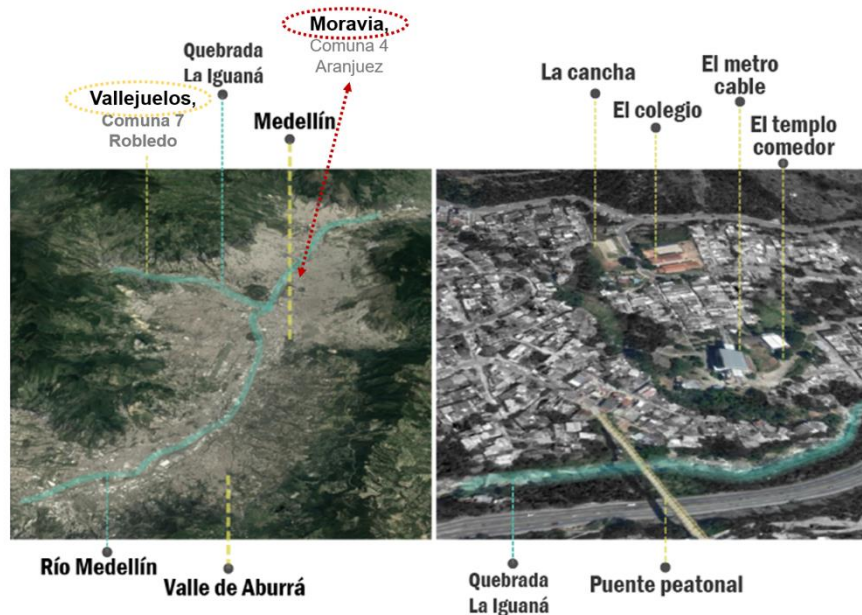 Moravia,
Comuna 4
Aranjuez
Quebrada
La Iguaná
Vallejuelos,
Comuna 7
Robledo
Medellín
La cancha
El colegio
El metro
cable
El templo
comedor
Río Medellín
Valle de Aburrá
Quebrada
La Iguaná
Puente peatonal